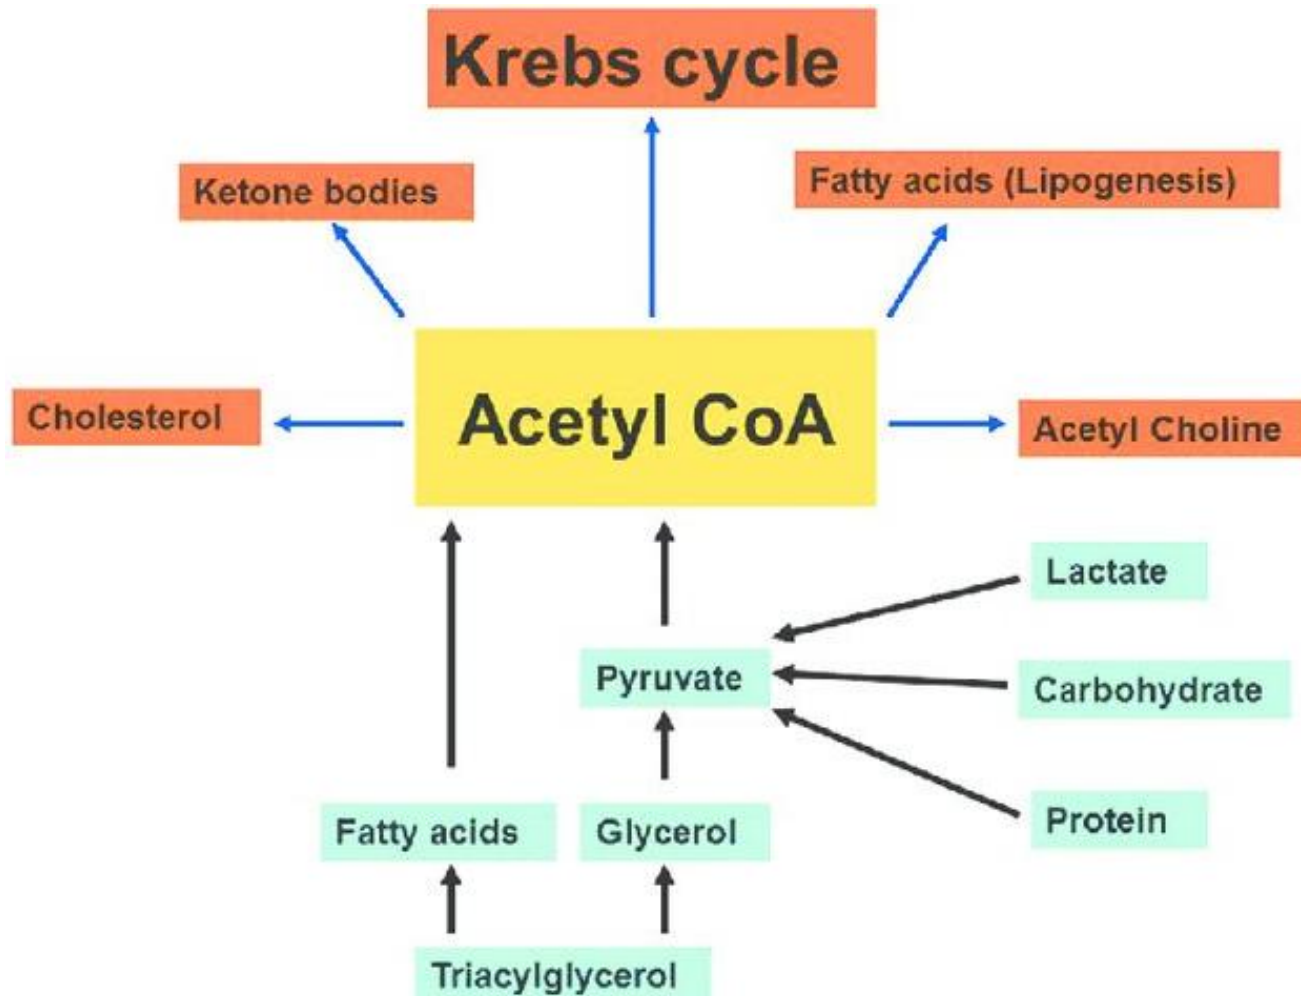 Krebs cycle
Ketone bodies
Fatty acids (Lipogenesis)
Cholesterol
Acetyl CoA
Acetyl Choline
Lactate
Pyruvate
Carbohydrate
Fatty acids
Glycerol
Protein
Triacylglycerol